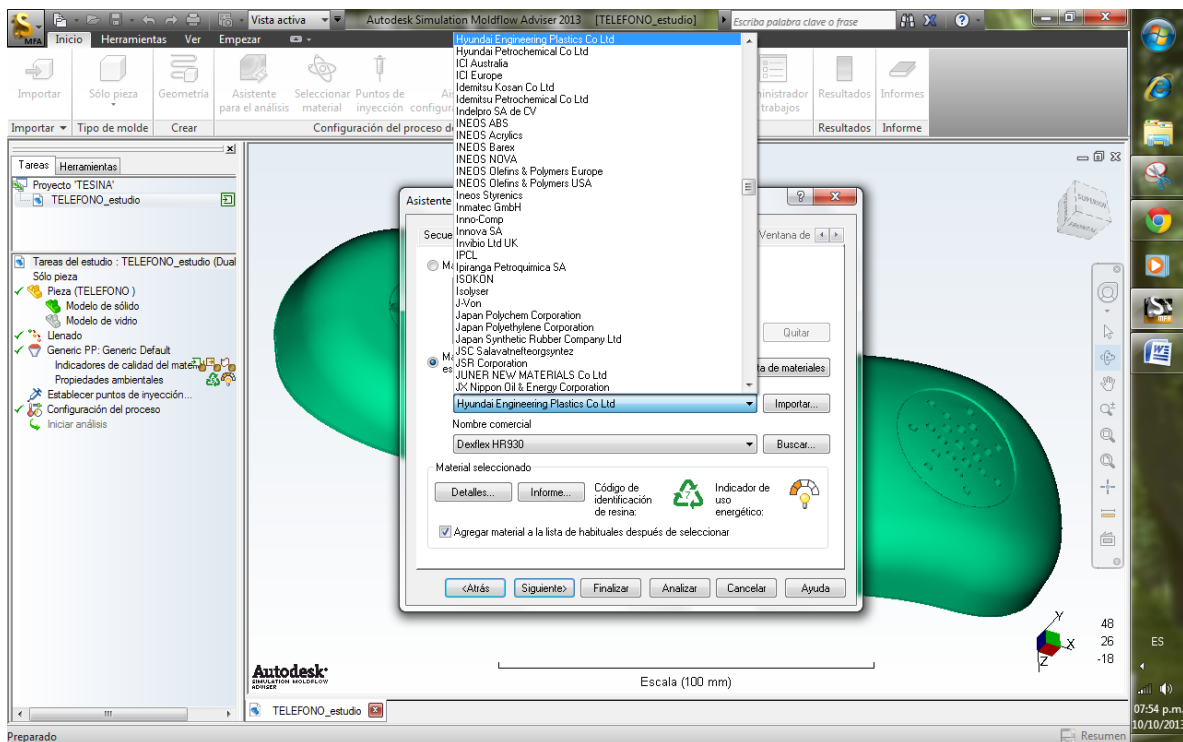 Vista activa
Autodesk Simulation Moldflow Adviser 2013 [TELEFONO_estudio]
Escriba palabra clave o frase
MFA
Inicio Herramientas Ver Empezar
Importar
Sólo pieza
Geometría
Asistente para el análisis
Seleccionar material
Puntos de inyección
Resultados
Informes
Importar Tipo de molde Crear
Resultados Informe
Tareas Herramientas
Proyecto 'TESINA'
TELEFONO_estudio
Tareas del estudio : TELEFONO_estudio (Dual
Sólo pieza
Pieza (TELEFONO )
Modelo de sólido
Modelo de vidrio
Llenado
Generic PP: Generic Default
Indicadores de calidad del mater
Propiedades ambientales
Establecer puntos de inyección...
Configuración del proceso
Iniciar análisis
Asistente
Ventana de
Hyundai Engineering Plastics Co Ltd
Hyundai Petrochemical Co Ltd
ICI Australia
ICI Europe
Idemitsu Kosan Co Ltd
Idemitsu Petrochemical Co Ltd
Indelpro SA de CV
INEOS ABS
INEOS Acrylics
INEOS Barex
INEOS NOVA
INEOS Olefins & Polymers Europe
INEOS Olefins & Polymers USA
Ineos Styrenics
Inmatec GmbH
Inno-Comp
Innova SA
Invibio Ltd UK
IPCL
Ipiranga Petroquimica SA
ISOKON
Isolyser
J-Von
Japan Polychem Corporation
Japan Polyethylene Corporation
Japan Synthetic Rubber Company Ltd
JSC Salavatnefteorgsyntez
JSR Corporation
JUNER NEW MATERIALS Co Ltd
JX Nippon Oil & Energy Corporation
Quitar
ta de materiales
Hyundai Engineering Plastics Co Ltd
Importar...
Nombre comercial
Dexflex HR930
Buscar...
Material seleccionado
Detalles... Informe...
Código de identificación de resina:
7
Indicador de uso energético:
Agregar material a la lista de habituales después de seleccionar
<Atrás Siguiente> Finalizar Analizar Cancelar Ayuda
SUPERIOR
FRONTAL
Y
X
Z
48
26
-18
Autodesk
SIMULATION MOLDFLOW ADVISER
Escala (100 mm)
TELEFONO_estudio
Preparado
Resumen
ES
07:54 p.m.
10/10/2013